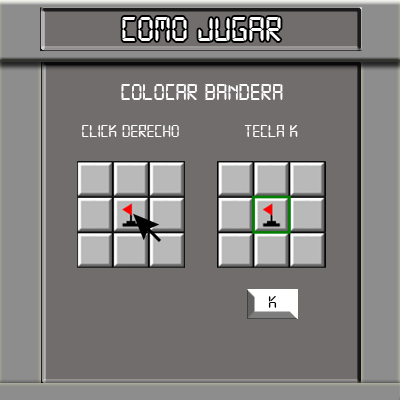 COMO JUGAR
COLOCAR BANDERA
CLICK DERECHO
TECLA K
K